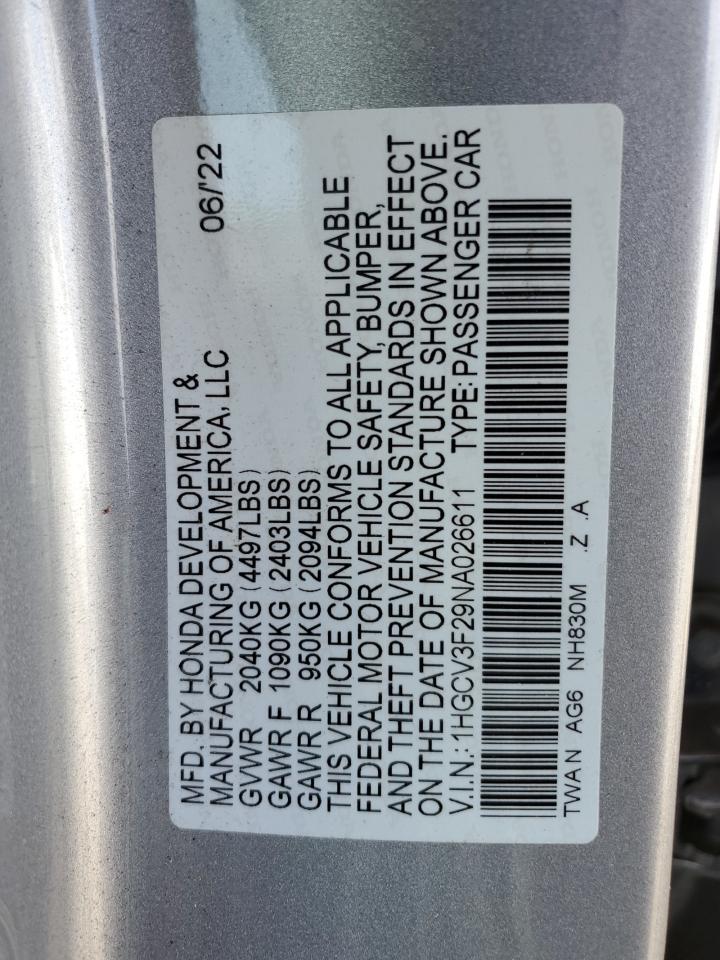 MFD. BY HONDA DEVELOPMENT &
MANUFACTURING OF AMERICA, LLC 06/'22
GVWR 2040KG (4497LBS)
GAWR F 1090KG (2403LBS)
GAWR R 950KG (2094LBS)
THIS VEHICLE CONFORMS TO ALL APPLICABLE
FEDERAL MOTOR VEHICLE SAFETY, BUMPER,
AND THEFT PREVENTION STANDARDS IN EFFECT
ON THE DATE OF MANUFACTURE SHOWN ABOVE.
V.I.N.: 1HGCV3F29NA026611 TYPE: PASSENGER CAR
TWAN AG6 NH830M .Z .A